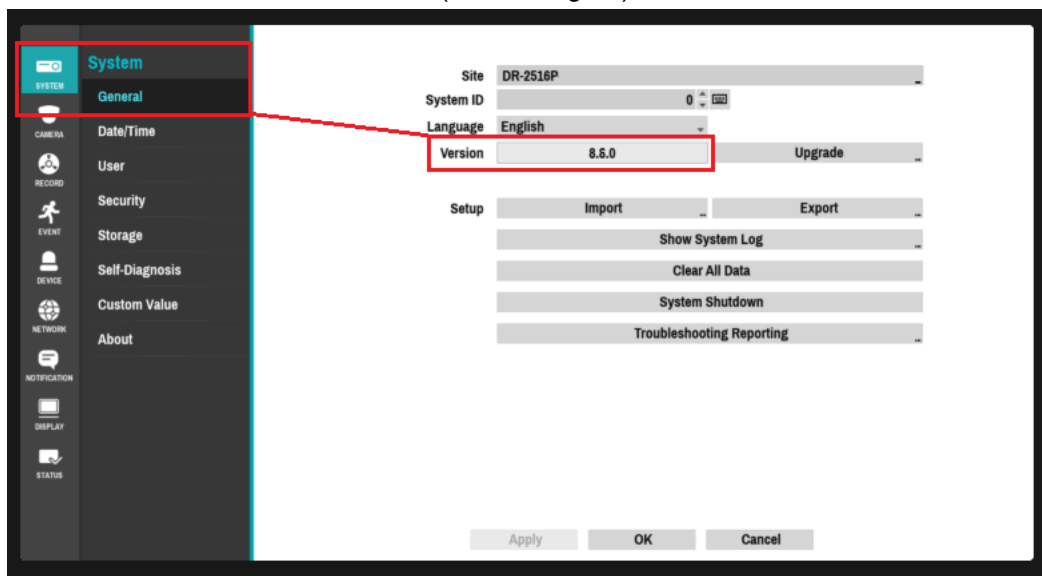 SYSTEM
CAMERA
RECORD
EVENT
DEVICE
NETWORK
NOTIFICATION
DISPLAY
STATUS
System
General
Date/Time
User
Security
Storage
Self-Diagnosis
Custom Value
About
Site DR-2516P
System ID 0
Language English
Version 8.6.0 Upgrade
Setup Import Export
Show System Log
Clear All Data
System Shutdown
Troubleshooting Reporting
Apply OK Cancel